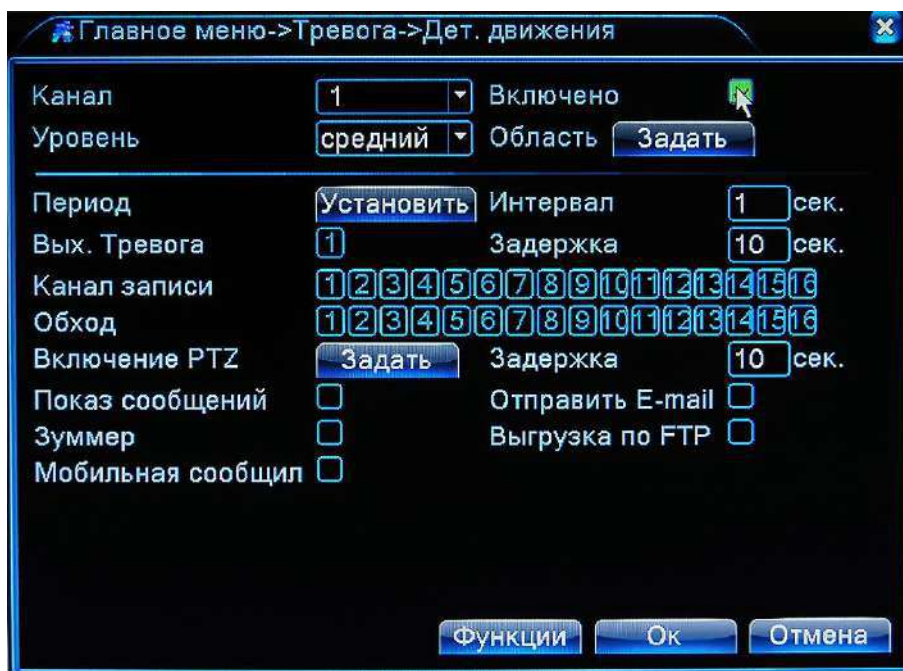 Главное меню->Тревога->Дет. движения
Канал 1 Включено
Уровень средний Область Задать
Период Установить Интервал 1 сек.
Вых. Тревога 1 Задержка 10 сек.
Канал записи 1 2 3 4 5 6 7 8 9 10 11 12 13 14 15 16
Обход 1 2 3 4 5 6 7 8 9 10 11 12 13 14 15 16
Включение PTZ Задать Задержка 10 сек.
Показ сообщений Отправить E-mail
Зуммер Выгрузка по FTP
Мобильная сообщил
Функции Ок Отмена